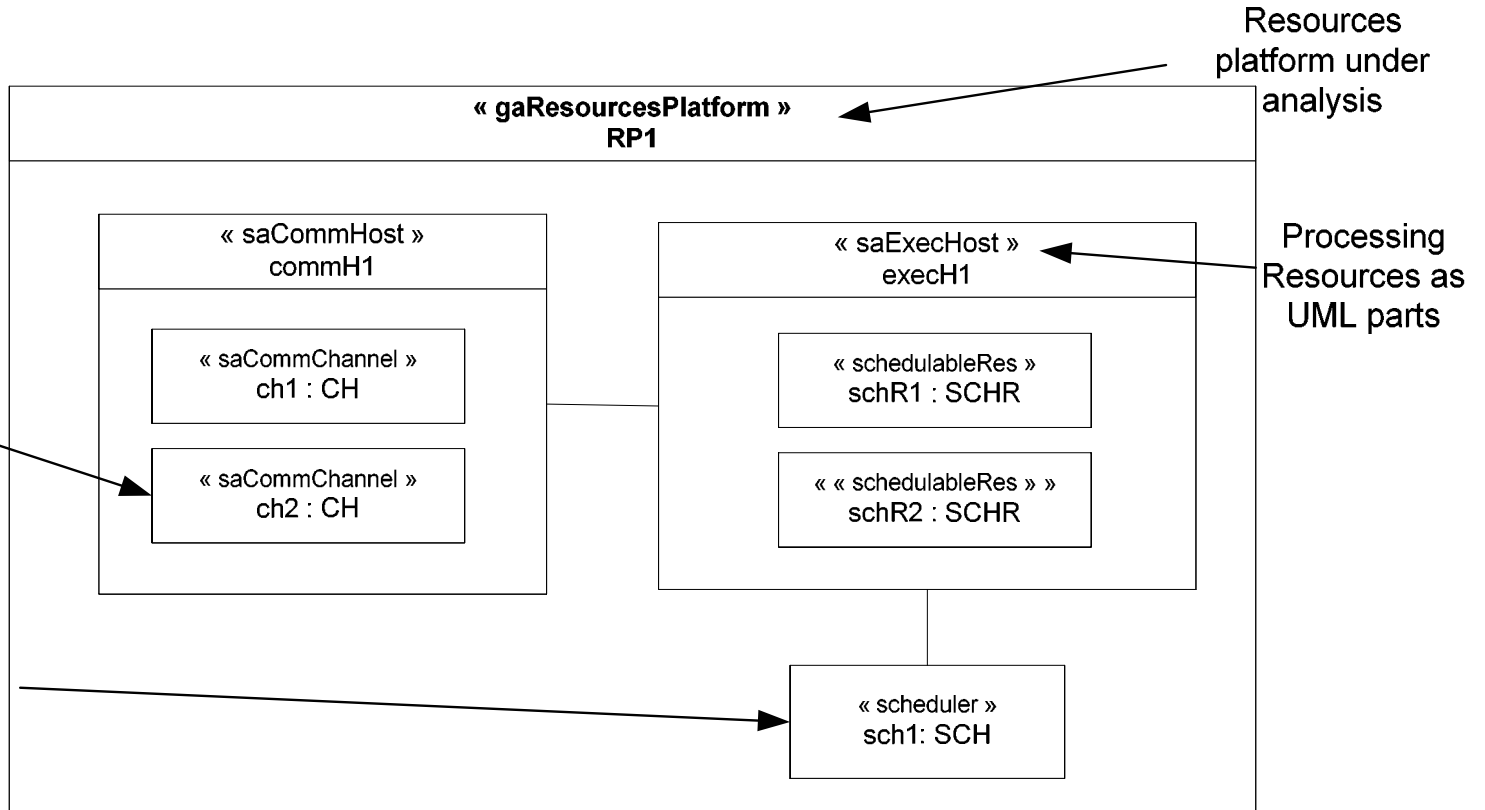 Resources
platform under
analysis
« gaResourcesPlatform »
RP1
« saCommHost »
commH1
« saCommChannel »
ch1 : CH
« saCommChannel »
ch2 : CH
« saExecHost »
execH1
« schedulableRes »
schR1 : SCHR
« « schedulableRes » »
schR2 : SCHR
Processing
Resources as
UML parts
« scheduler »
sch1: SCH